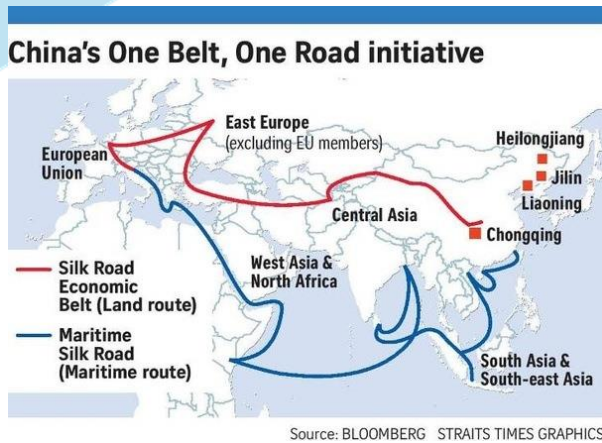 China's One Belt, One Road initiative
East Europe
(excluding EU members)
European
Union
Heilongjiang
Jilin
Liaoning
Central Asia
Chongqing
West Asia &
North Africa
Silk Road
Economic
Belt (Land route)
Maritime
Silk Road
(Maritime route)
South Asia &
South-east Asia
Source: BLOOMBERG STRAITS TIMES GRAPHICS